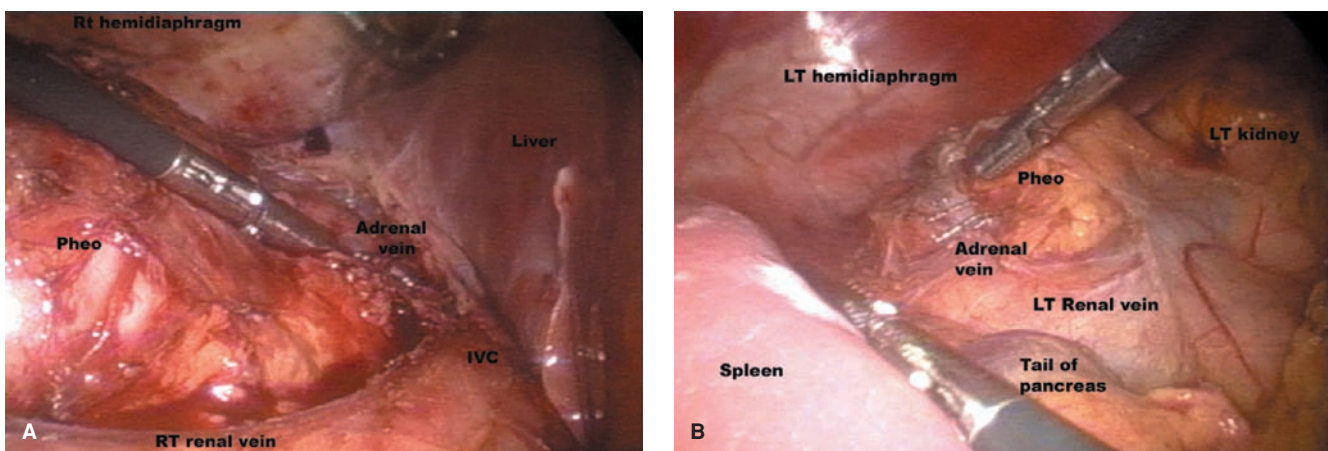 Rt hemidiaphragm
Liver
Adrenal
vein
Pheo
IVC
RT renal vein
A
LT hemidiaphragm
LT kidney
Pheo
Adrenal
vein
LT Renal vein
Tail of
pancreas
Spleen
B